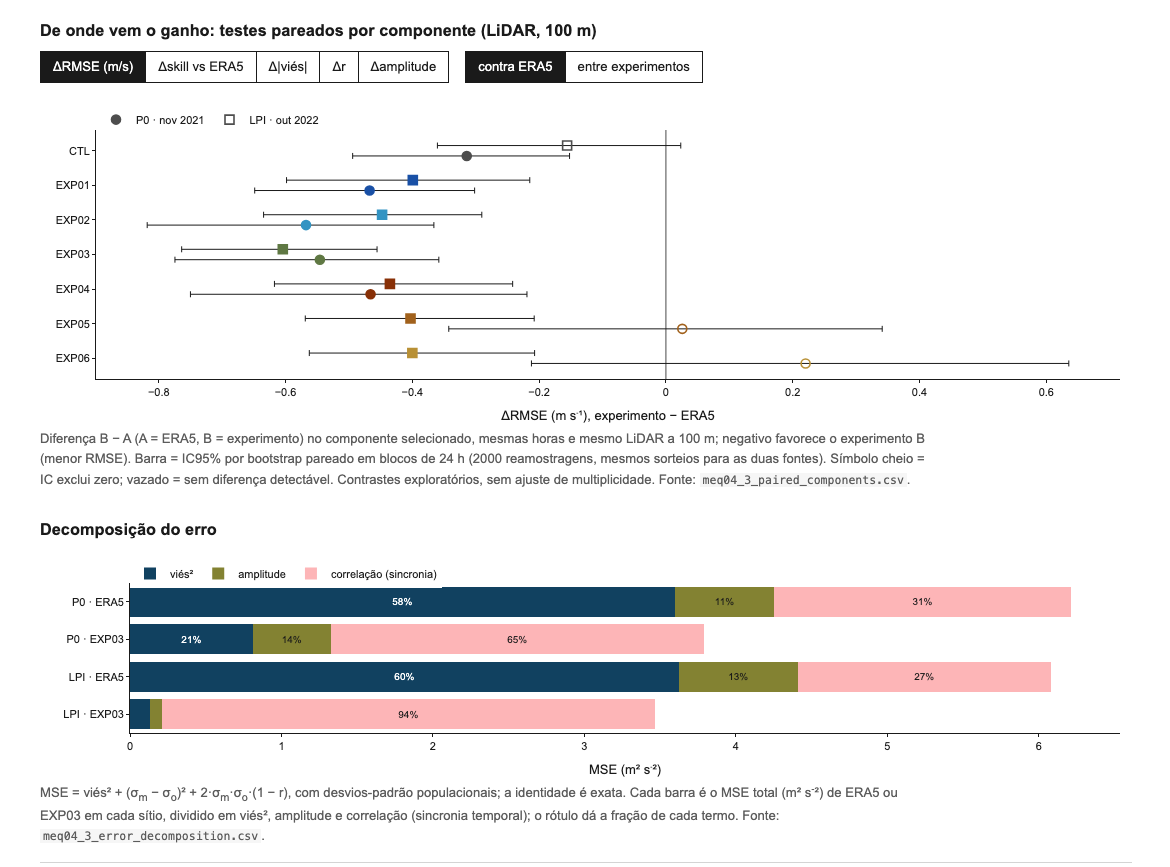 De onde vem o ganho: testes pareados por componente (LiDAR, 100 m)
ΔRMSE (m/s) Δskill vs ERA5 Δ|viés| Δr Δamplitude contra ERA5 entre experimentos
P0 · nov 2021 LPI · out 2022
CTL
EXP01
EXP02
EXP03
EXP04
EXP05
EXP06
−0.8 −0.6 −0.4 −0.2 0 0.2 0.4 0.6
ΔRMSE (m s⁻¹), experimento − ERA5
Diferença B − A (A = ERA5, B = experimento) no componente selecionado, mesmas horas e mesmo LiDAR a 100 m; negativo favorece o experimento B
(menor RMSE). Barra = IC95% por bootstrap pareado em blocos de 24 h (2000 reamostragens, mesmos sorteios para as duas fontes). Símbolo cheio =
IC exclui zero; vazado = sem diferença detectável. Contrastes exploratórios, sem ajuste de multiplicidade. Fonte: meq04_3_paired_components.csv.
Decomposição do erro
viés² amplitude correlação (sincronia)
P0 · ERA5 58% 11% 31%
P0 · EXP03 21% 14% 65%
LPI · ERA5 60% 13% 27%
LPI · EXP03 94%
0 1 2 3 4 5 6
MSE (m² s⁻²)
MSE = viés² + (σₘ − σₒ)² + 2·σₘ·σₒ·(1 − r), com desvios-padrão populacionais; a identidade é exata. Cada barra é o MSE total (m² s⁻²) de ERA5 ou
EXP03 em cada sítio, dividido em viés², amplitude e correlação (sincronia temporal); o rótulo dá a fração de cada termo. Fonte:
meq04_3_error_decomposition.csv.